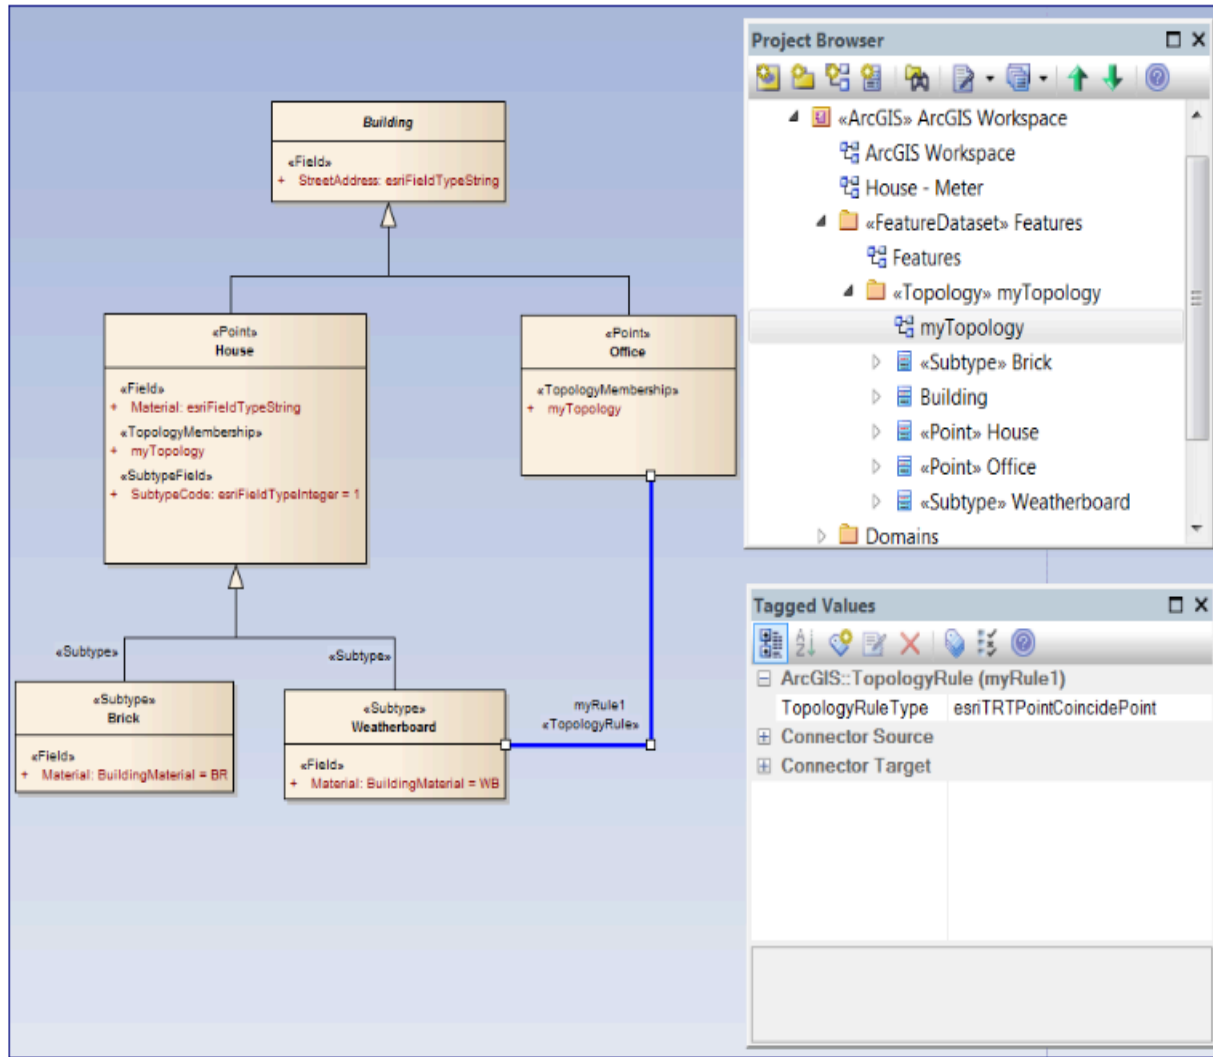 Building
«Field»
+ StreetAddress: esriFieldTypeString
«Point»
House
«Field»
+ Material: esriFieldTypeString
«TopologyMembership»
+ myTopology
«SubtypeField»
+ SubtypeCode: esriFieldTypeInteger = 1
«Point»
Office
«TopologyMembership»
+ myTopology
«Subtype»
«Subtype»
«Subtype»
Brick
«Field»
+ Material: BuildingMaterial = BR
«Subtype»
Weatherboard
«Field»
+ Material: BuildingMaterial = WB
myRule1
«TopologyRule»
Project Browser
«ArcGIS» ArcGIS Workspace
ArcGIS Workspace
House - Meter
«FeatureDataset» Features
Features
«Topology» myTopology
myTopology
«Subtype» Brick
Building
«Point» House
«Point» Office
«Subtype» Weatherboard
Domains
Tagged Values
ArcGIS::TopologyRule (myRule1)
TopologyRuleType esriTRTPointCoincidePoint
Connector Source
Connector Target